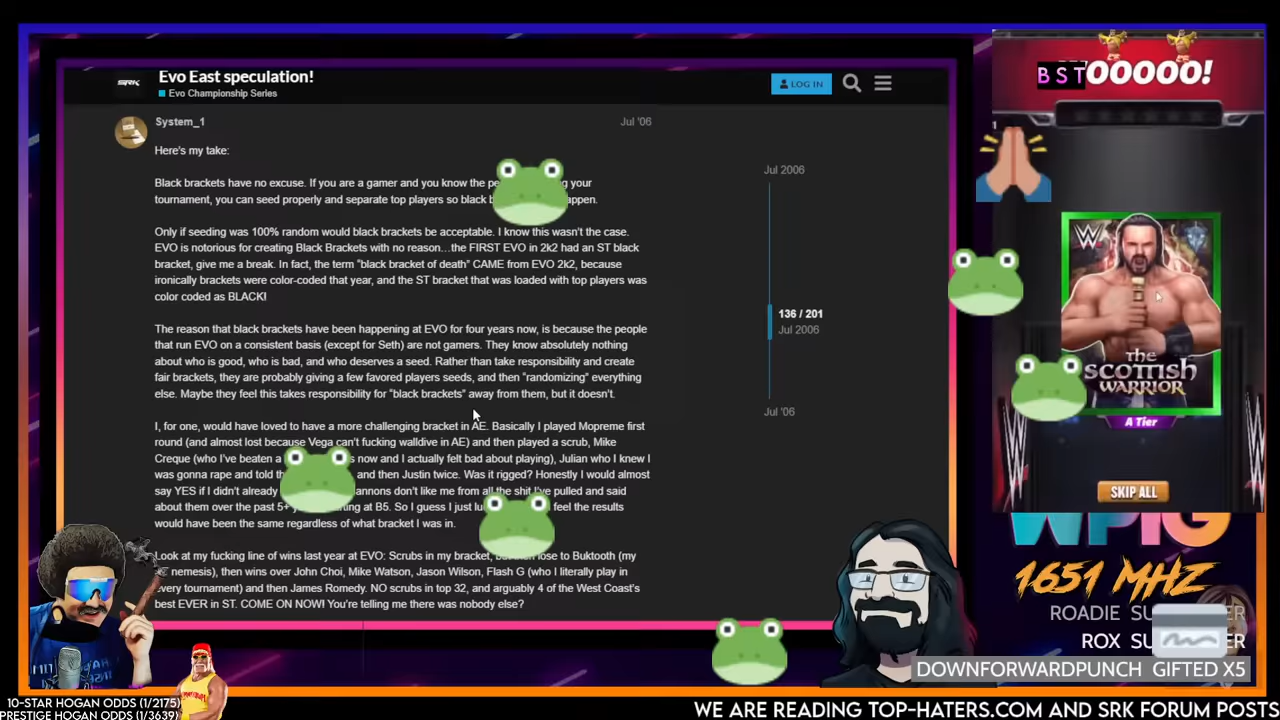 SRK
Evo East speculation!
Evo Championship Series
LOG IN
System_1
Jul '06
Here's my take:
Black brackets have no excuse. If you are a gamer and you know the pe g your
tournament, you can seed properly and separate top players so black b appen.
Only if seeding was 100% random would black brackets be acceptable. I know this wasn't the case.
EVO is notorious for creating Black Brackets with no reason…the FIRST EVO in 2k2 had an ST black
bracket, give me a break. In fact, the term "black bracket of death" CAME from EVO 2k2, because
ironically brackets were color-coded that year, and the ST bracket that was loaded with top players was
color coded as BLACK!
The reason that black brackets have been happening at EVO for four years now, is because the people
that run EVO on a consistent basis (except for Seth) are not gamers. They know absolutely nothing
about who is good, who is bad, and who deserves a seed. Rather than take responsibility and create
fair brackets, they are probably giving a few favored players seeds, and then "randomizing" everything
else. Maybe they feel this takes responsibility for "black brackets" away from them, but it doesn't.
I, for one, would have loved to have a more challenging bracket in AE. Basically I played Mopreme first
round (and almost lost because Vega can't fucking walldive in AE) and then played a scrub, Mike
Creque (who I've beaten a s now and I actually felt bad about playing), Julian who I knew I
was gonna rape and told th and then Justin twice. Was it rigged? Honestly I would almost
say YES if I didn't already annons don't like me from all the shit I've pulled and said
about them over the past 5+ y ting at B5. So I guess I just lu feel the results
would have been the same regardless of what bracket I was in.
Look at my fucking line of wins last year at EVO: Scrubs in my bracket, lose to Buktooth (my
nemesis), then wins over John Choi, Mike Watson, Jason Wilson, Flash G (who I literally play in
every tournament) and then James Romedy. NO scrubs in top 32, and arguably 4 of the West Coast's
best EVER in ST. COME ON NOW! You're telling me there was nobody else?
Jul 2006
136 / 201
Jul 2006
Jul '06
BST
OOOOO!
1
W
THE
SCOTTISH
WARRIOR
A Tier
SKIP ALL
WPIG
1651 MHZ
ROADIE SU ER
ROX SU ER
DOWNFORWARDPUNCH GIFTED X5
10-STAR HOGAN ODDS (1/2175)
PRESTIGE HOGAN ODDS (1/3639)
WE ARE READING TOP-HATERS.COM AND SRK FORUM POSTS